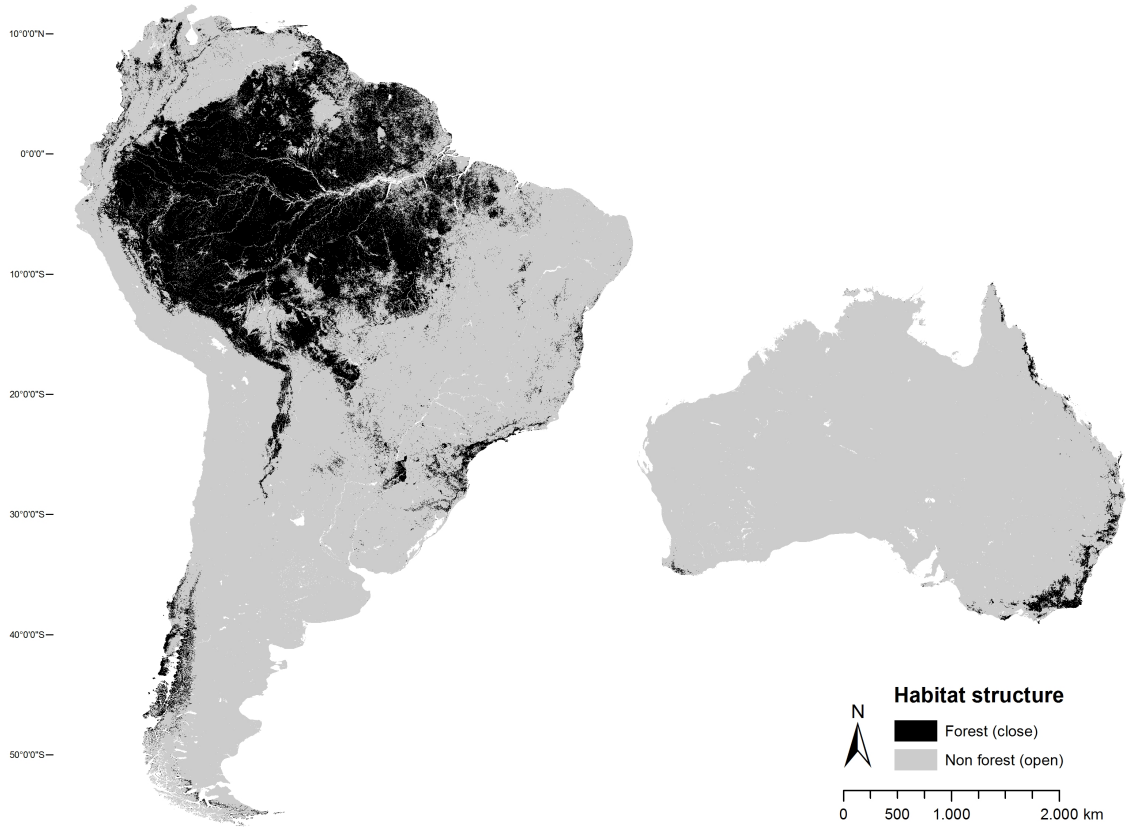 10°0'0"N
0°0'0"
10°0'0"S
20°0'0"S
30°0'0"S
40°0'0"S
50°0'0"S
Habitat structure
N
Forest (close)
Non forest (open)
0 500 1.000 2.000 km